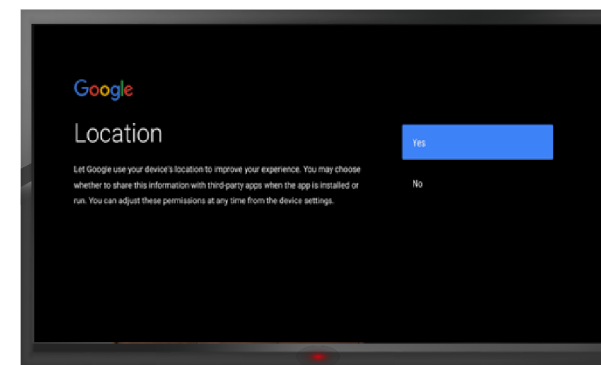 Google
Location
Let Google use your device's location to improve your experience. You may choose
whether to share this information with third-party apps when the app is installed or
run. You can adjust these permissions at any time from the device settings.
Yes
No